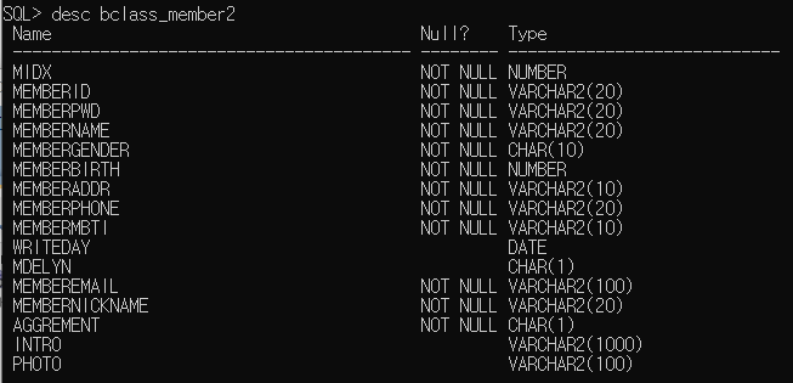 SQL> desc bclass_member2
Name Null? Type
----------------------------------------- -------- ----------------------------
MIDX NOT NULL NUMBER
MEMBERID NOT NULL VARCHAR2(20)
MEMBERPWD NOT NULL VARCHAR2(20)
MEMBERNAME NOT NULL VARCHAR2(20)
MEMBERGENDER NOT NULL CHAR(10)
MEMBERBIRTH NOT NULL NUMBER
MEMBERADDR NOT NULL VARCHAR2(10)
MEMBERPHONE NOT NULL VARCHAR2(20)
MEMBERMBTI NOT NULL VARCHAR2(10)
WRITEDAY DATE
MDELYN CHAR(1)
MEMBEREMAIL NOT NULL VARCHAR2(100)
MEMBERNICKNAME NOT NULL VARCHAR2(20)
AGGREMENT NOT NULL CHAR(1)
INTRO VARCHAR2(1000)
PHOTO VARCHAR2(100)